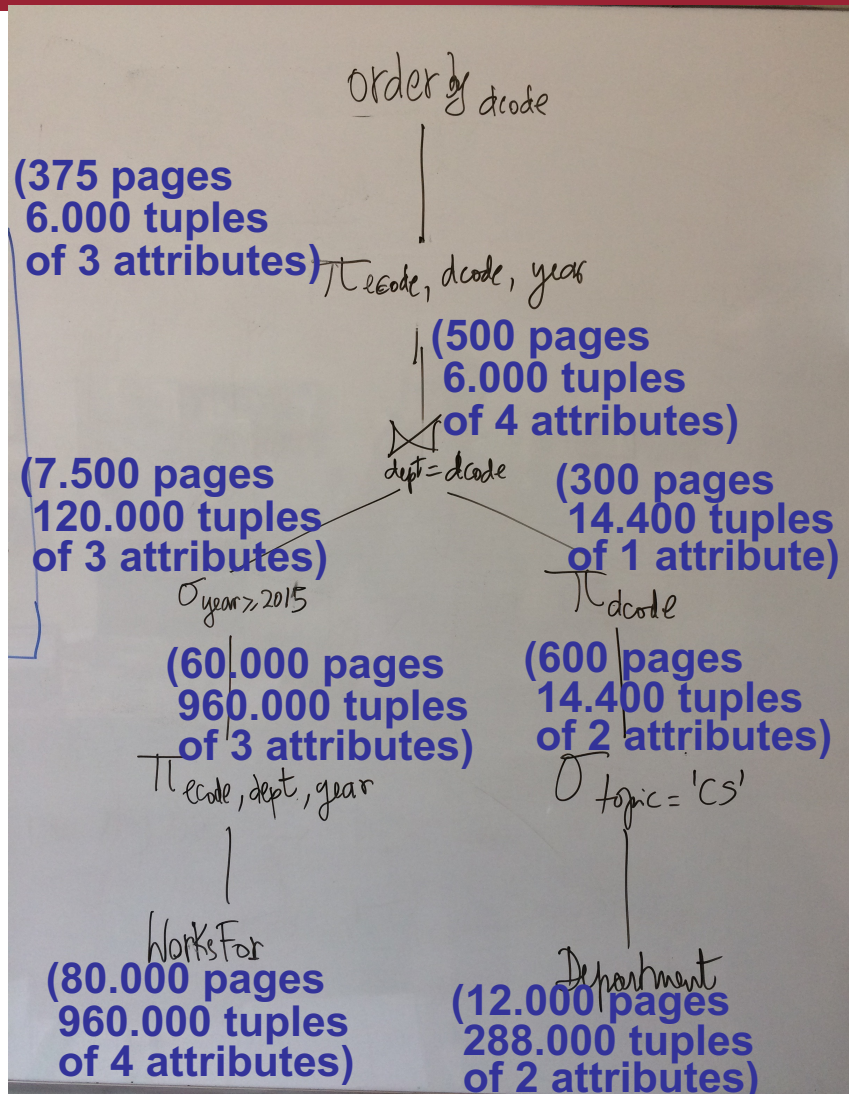 order by dcode
(375 pages
6.000 tuples
of 3 attributes)
π ecode, dcode, year
(500 pages
6.000 tuples
of 4 attributes)
⋈
dept = dcode
(7.500 pages
120.000 tuples
of 3 attributes)
(300 pages
14.400 tuples
of 1 attribute)
σ year ≥ 2015
π dcode
(60.000 pages
960.000 tuples
of 3 attributes)
(600 pages
14.400 tuples
of 2 attributes)
π ecode, dept, year
σ topic = 'CS'
WorksFor
(80.000 pages
960.000 tuples
of 4 attributes)
Department
(12.000 pages
288.000 tuples
of 2 attributes)